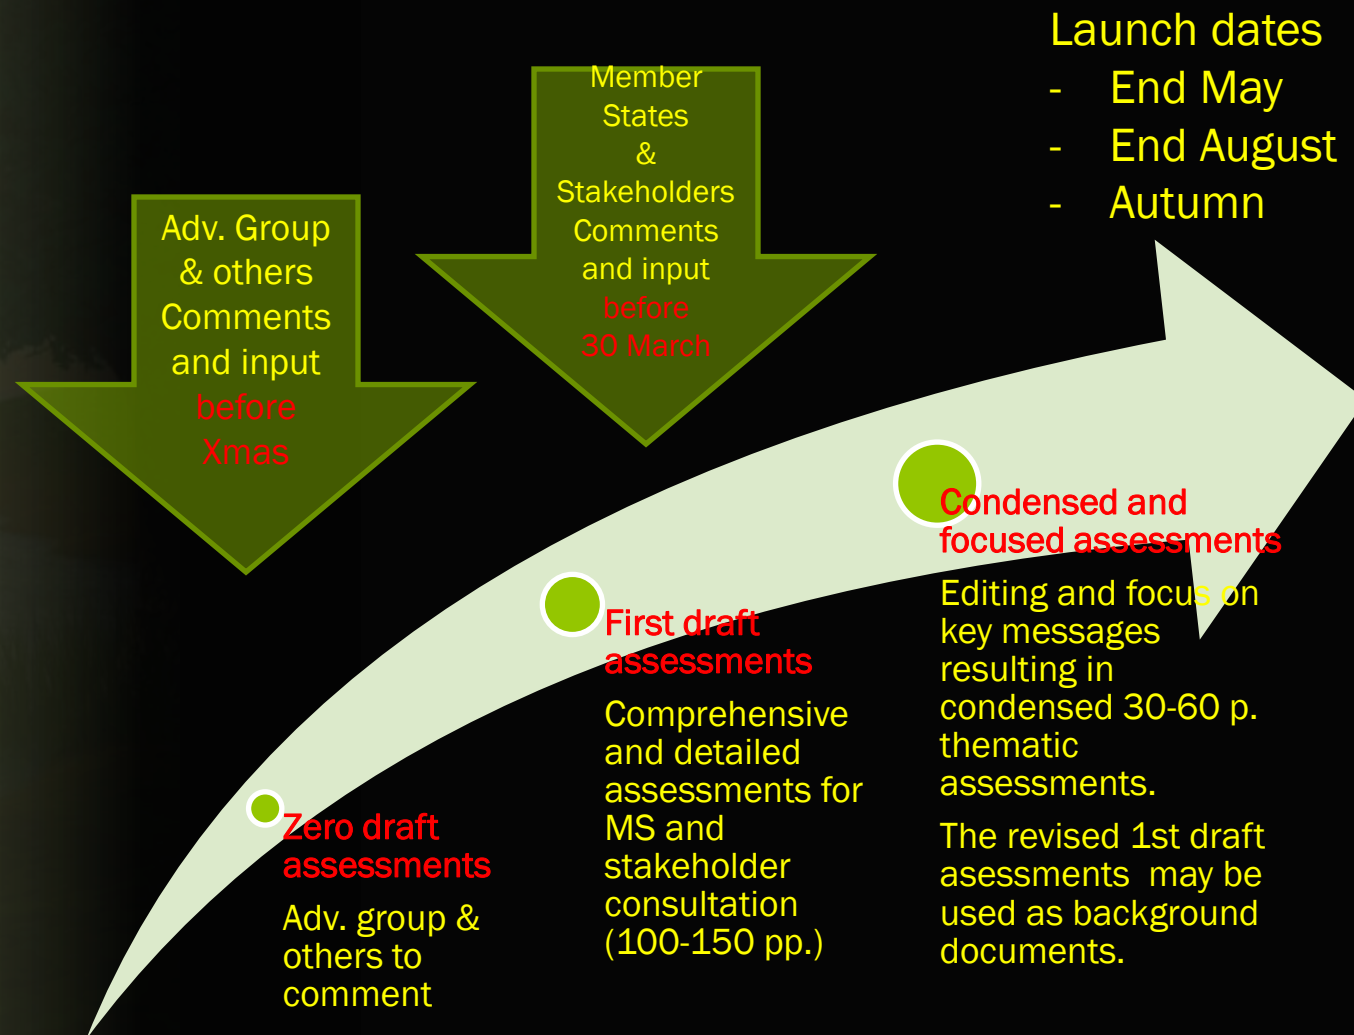 Launch dates
- End May
- End August
- Autumn
Member
States
&
Stakeholders
Comments
and input
before
30 March
Adv. Group
& others
Comments
and input
before
Xmas
Zero draft
assessments
Adv. group &
others to
comment
First draft
assessments
Comprehensive
and detailed
assessments for
MS and
stakeholder
consultation
(100-150 pp.)
Condensed and
focused assessments
Editing and focus on
key messages
resulting in
condensed 30-60 p.
thematic
assessments.
The revised 1st draft
asessments may be
used as background
documents.